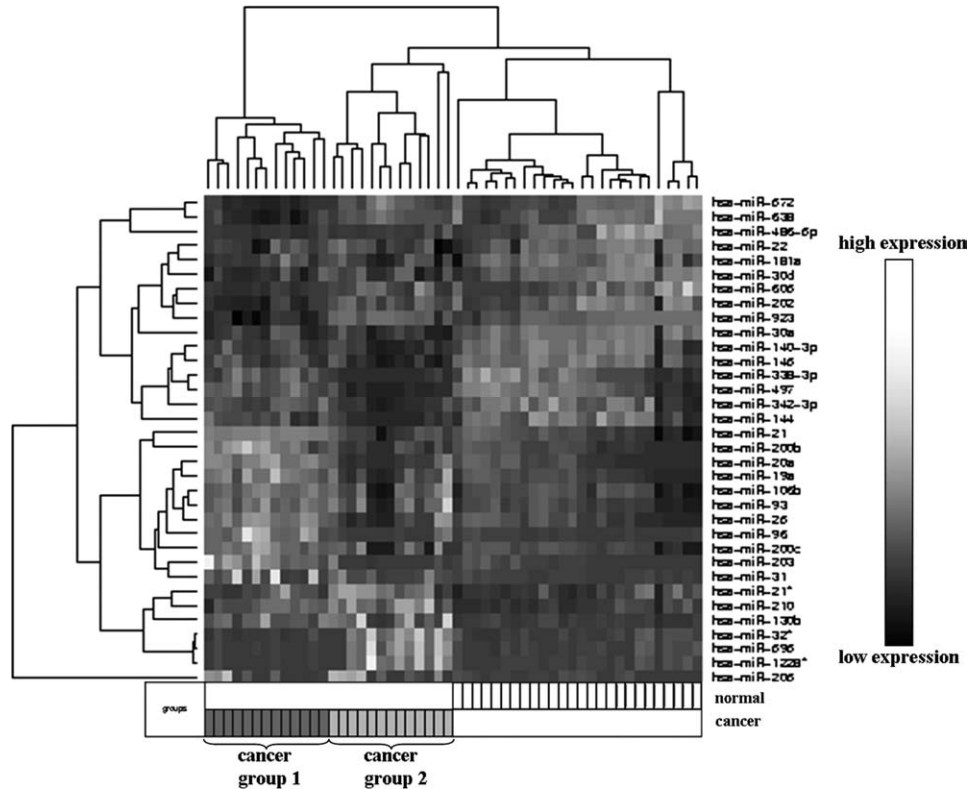 hsa-miR-572
hsa-miR-638
hsa-miR-486-5p
hsa-miR-22
hsa-miR-181a
hsa-miR-30d
hsa-miR-606
hsa-miR-202
hsa-miR-923
hsa-miR-30a
hsa-miR-140-3p
hsa-miR-146
hsa-miR-338-3p
hsa-miR-497
hsa-miR-342-3p
hsa-miR-144
hsa-miR-21
hsa-miR-200b
hsa-miR-20a
hsa-miR-19a
hsa-miR-106b
hsa-miR-93
hsa-miR-25
hsa-miR-96
hsa-miR-200c
hsa-miR-203
hsa-miR-31
hsa-miR-21*
hsa-miR-210
hsa-miR-130b
hsa-miR-32*
hsa-miR-1228*
hsa-miR-205
high expression
low expression
groups
normal
cancer
cancer
group 1
cancer
group 2